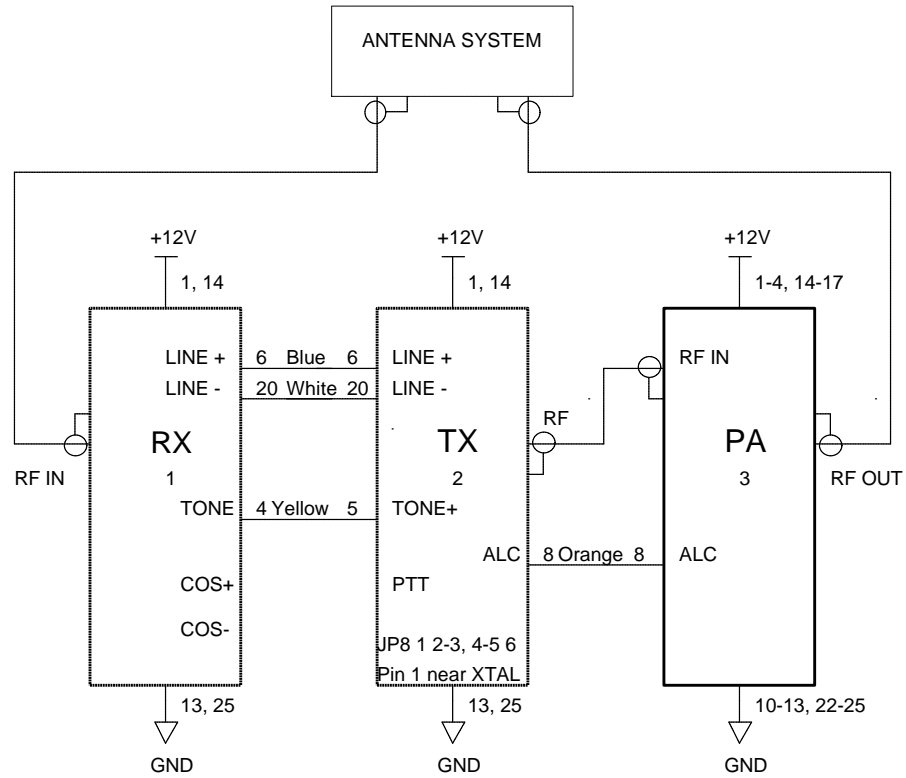 ANTENNA SYSTEM
+12V +12V +12V
1, 14 1, 14 1-4, 14-17
LINE + 6 Blue 6 LINE + RF IN
LINE - 20 White 20 LINE -
RF
RX TX PA
RF IN 1 2 3 RF OUT
TONE 4 Yellow 5 TONE+
ALC 8 Orange 8 ALC
COS+ PTT
COS-
JP8 1 2-3, 4-5 6
Pin 1 near XTAL
13, 25 13, 25 10-13, 22-25
GND GND GND